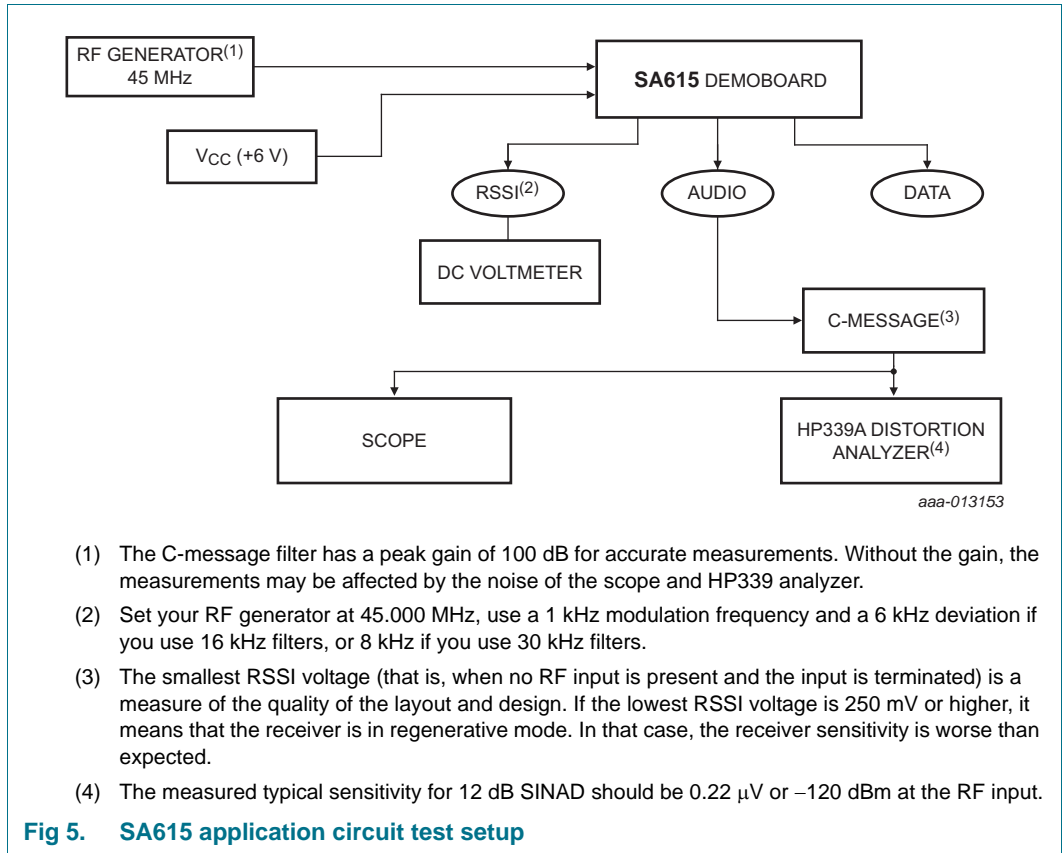 RF GENERATOR(1)
45 MHz
SA615 DEMOBOARD
VCC (+6 V)
RSSI(2)
AUDIO
DATA
DC VOLTMETER
C-MESSAGE(3)
SCOPE
HP339A DISTORTION
ANALYZER(4)
aaa-013153
(1) The C-message filter has a peak gain of 100 dB for accurate measurements. Without the gain, the
measurements may be affected by the noise of the scope and HP339 analyzer.
(2) Set your RF generator at 45.000 MHz, use a 1 kHz modulation frequency and a 6 kHz deviation if
you use 16 kHz filters, or 8 kHz if you use 30 kHz filters.
(3) The smallest RSSI voltage (that is, when no RF input is present and the input is terminated) is a
measure of the quality of the layout and design. If the lowest RSSI voltage is 250 mV or higher, it
means that the receiver is in regenerative mode. In that case, the receiver sensitivity is worse than
expected.
(4) The measured typical sensitivity for 12 dB SINAD should be 0.22 μV or −120 dBm at the RF input.
Fig 5. SA615 application circuit test setup